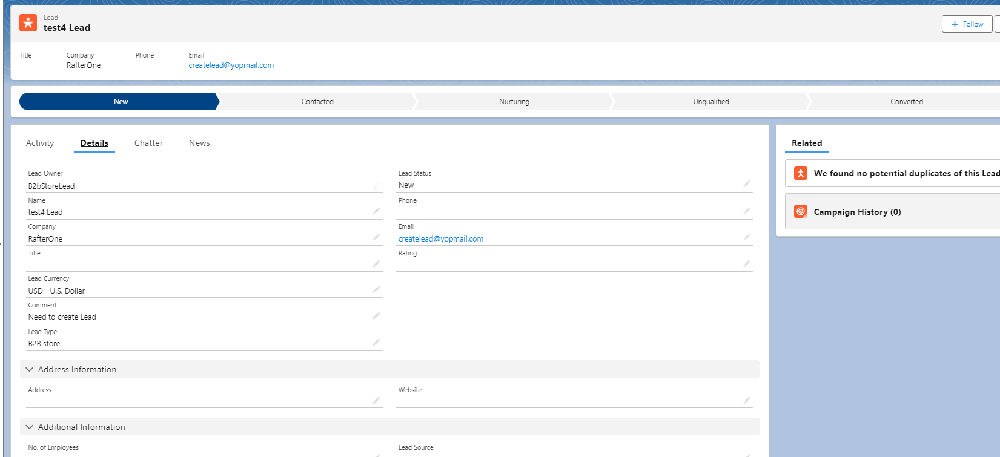 Lead
test4 Lead
Follow
Title Company Phone Email
RafterOne createlead@yopmail.com
New Contacted Nurturing Unqualified Converted
Activity Details Chatter News
Related
Lead Owner
B2bStoreLead
Lead Status
New
We found no potential duplicates of this Lead
Name
test4 Lead
Phone
Campaign History (0)
Company
RafterOne
Email
createlead@yopmail.com
Title
Rating
Lead Currency
USD - U.S. Dollar
Comment
Need to create Lead
Lead Type
B2B store
Address Information
Address
Website
Additional Information
No. of Employees
Lead Source